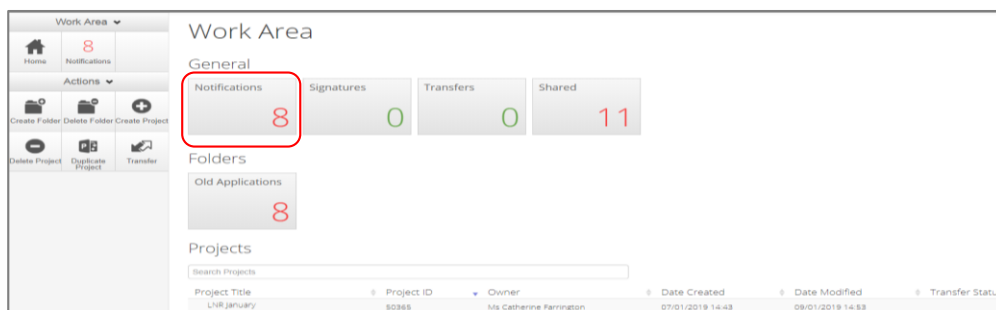 Work Area
8
Home Notifications
Actions
Create Folder Delete Folder Create Project
Delete Project Duplicate Project Transfer
Work Area
General
Notifications Signatures Transfers Shared
8 0 0 11
Folders
Old Applications
8
Projects
Search Projects
Project Title Project ID Owner Date Created Date Modified Transfer Statu
LNR January 50365 Ms Catherine Farrington 07/01/2019 14:43 09/01/2019 14:53